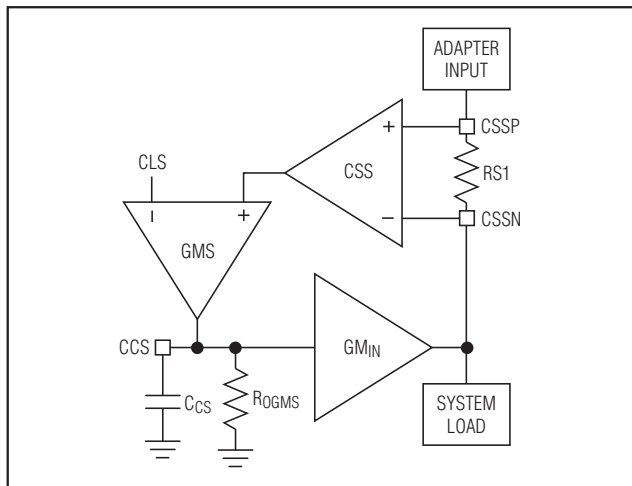 ADAPTER
INPUT
CSSP
+
CSS
RS1
CLS
−
CSSN
− +
GMS
CCS
GMIN
CCS
ROGMS
SYSTEM
LOAD